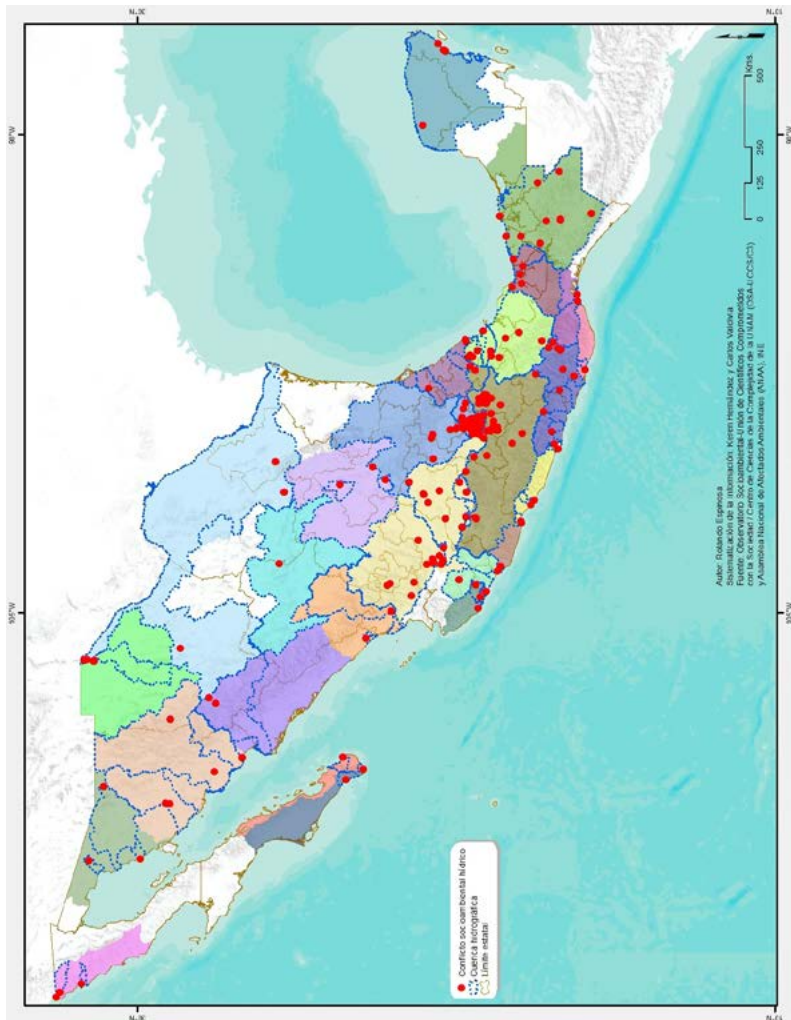 105°W
90°W
Conflicto socioambiental hídrico
Cuenca hidrográfica
Límite estatal
Autor: Rolando Espinosa
Sistematización de la información: Keren Hernández y Carlos Valdivia
Fuente: Observatorio Socioambiental-Unión de Científicos Comprometidos
con la Sociedad / Centro de Ciencias de la Complejidad de la UNAM (OSA-UCCS/C3)
y Asamblea Nacional de Afectados Ambientales (ANAA), INE
0 125 250 500
Kms.